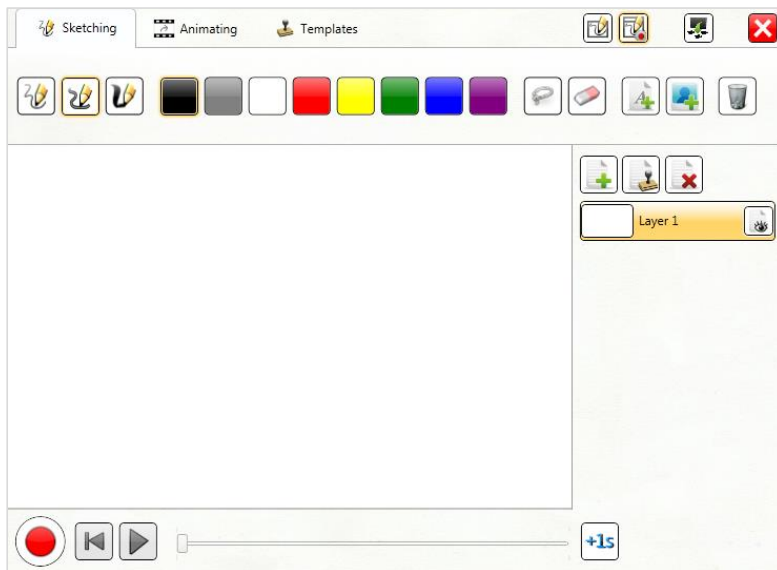 Sketching
Animating
Templates
A
Layer 1
+1s